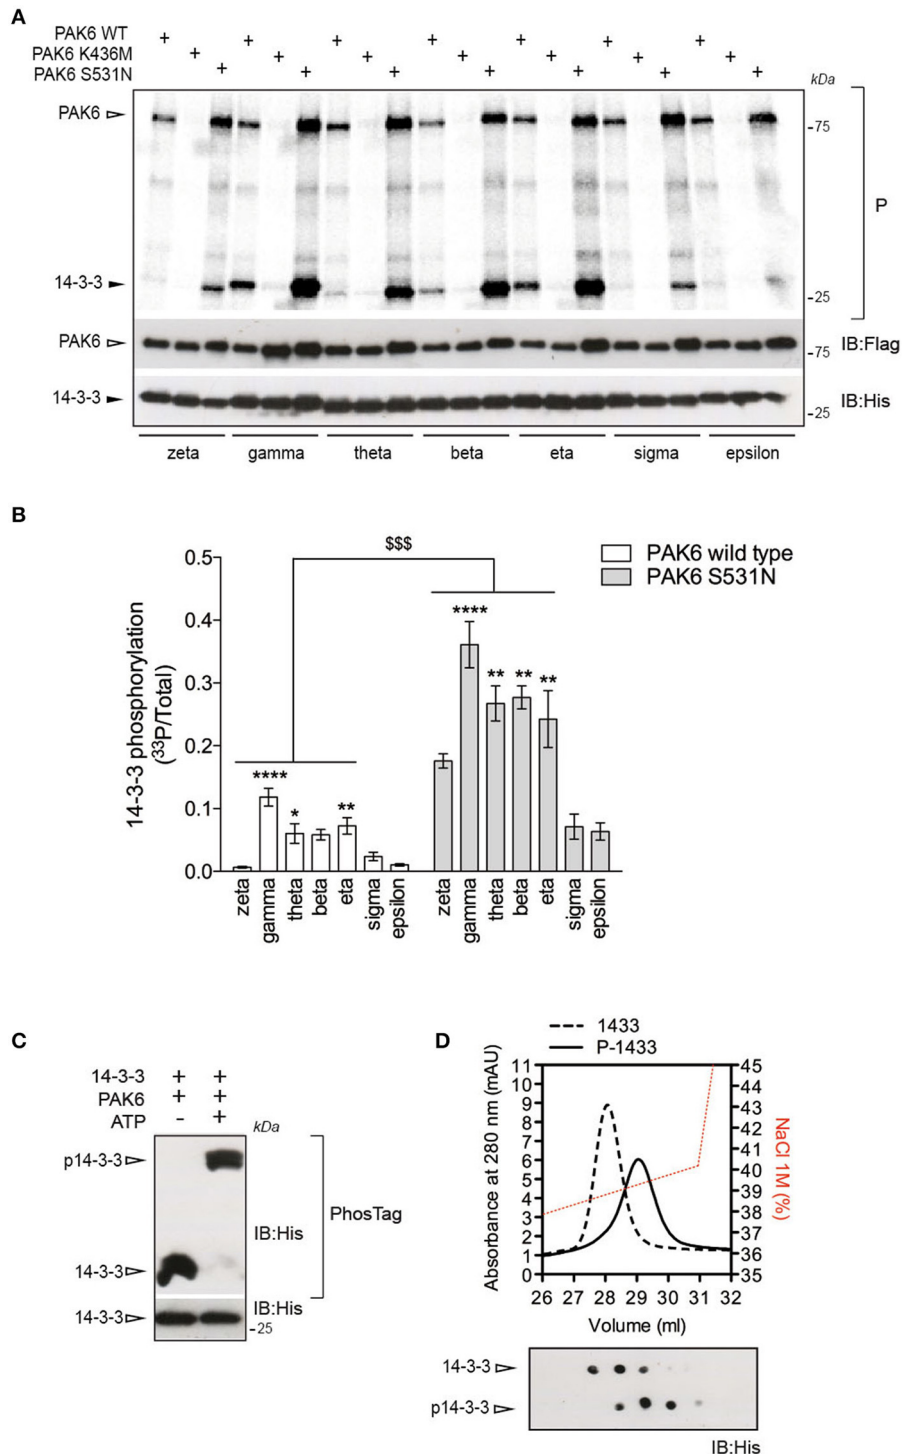 A
PAK6 WT + + + + + + +
PAK6 K436M + + + + + + +
PAK6 S531N + + + + + + +
kDa
PAK6
-75
P
14-3-3
-25
PAK6
-75
IB:Flag
14-3-3
-25
IB:His
zeta gamma theta beta eta sigma epsilon
B
$$$
PAK6 wild type
PAK6 S531N
14-3-3 phosphorylation
(33P/Total)
0.5
0.4
0.3
0.2
0.1
0.0
**** * **
**** ** ** **
zeta gamma theta beta eta sigma epsilon
zeta gamma theta beta eta sigma epsilon
C
14-3-3 + +
PAK6 + +
ATP - +
kDa
p14-3-3
IB:His
PhosTag
14-3-3
14-3-3
IB:His
-25
D
1433
P-1433
Absorbance at 280 nm (mAU)
11
10
9
8
7
6
5
4
3
2
1
0
45
44
43
42
41
40
39
38
37
36
35
NaCl 1M (%)
26 27 28 29 30 31 32
Volume (ml)
14-3-3
p14-3-3
IB:His